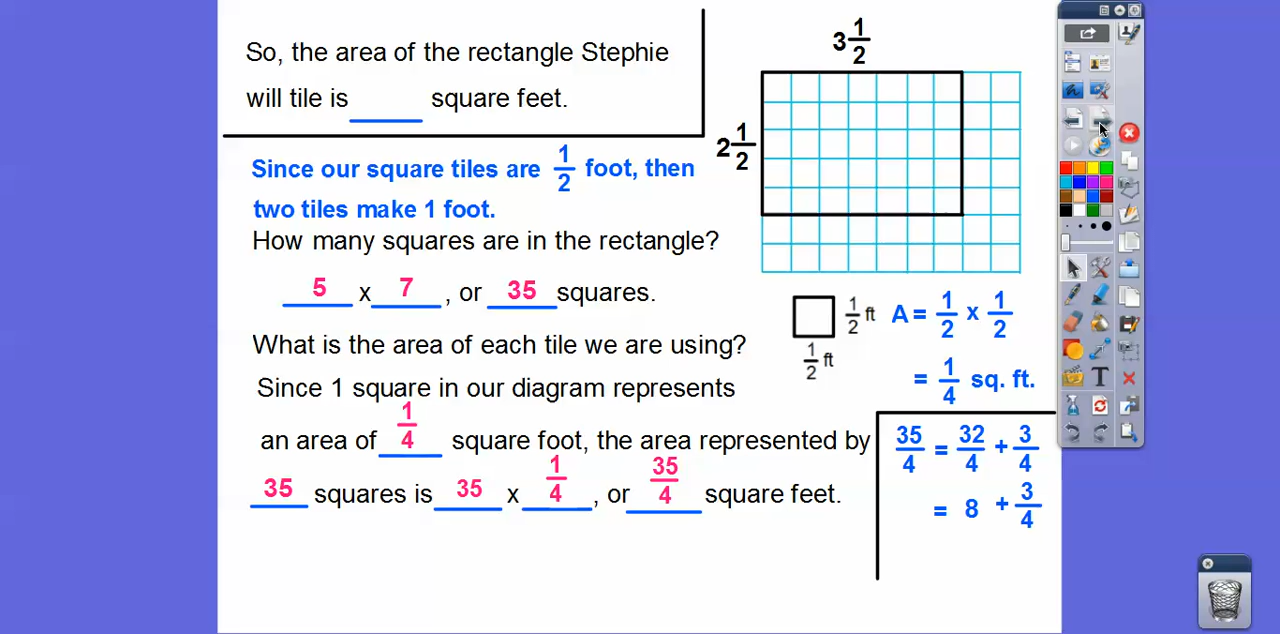 So, the area of the rectangle Stephie
will tile is ____ square feet.
Since our square tiles are 1/2 foot, then
two tiles make 1 foot.
How many squares are in the rectangle?
5 x 7, or 35 squares.
What is the area of each tile we are using?
Since 1 square in our diagram represents
an area of 1/4 square foot, the area represented by
35 squares is 35 x 1/4, or 35/4 square feet.
3 1/2
2 1/2
1/2 ft
1/2 ft
A = 1/2 x 1/2
= 1/4 sq. ft.
35/4 = 32/4 + 3/4
= 8 + 3/4
T